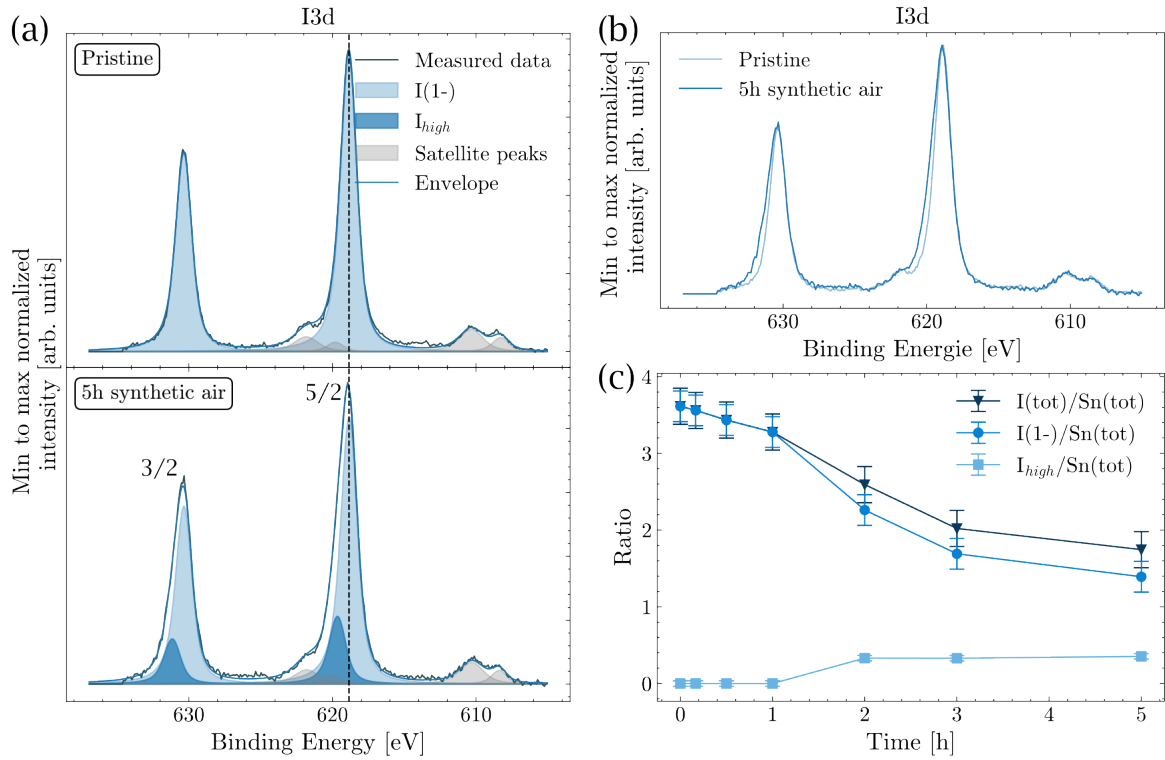 (a)
I3d
Pristine
Measured data
I(1-)
I_high
Satellite peaks
Envelope
5h synthetic air
5/2
3/2
Min to max normalized
intensity [arb. units]
630
620
610
Binding Energy [eV]
(b)
I3d
Pristine
5h synthetic air
Min to max normalized
intensity [arb. units]
630
620
610
Binding Energie [eV]
(c)
I(tot)/Sn(tot)
I(1-)/Sn(tot)
I_high/Sn(tot)
Ratio
4
3
2
1
0
0
1
2
3
4
5
Time [h]